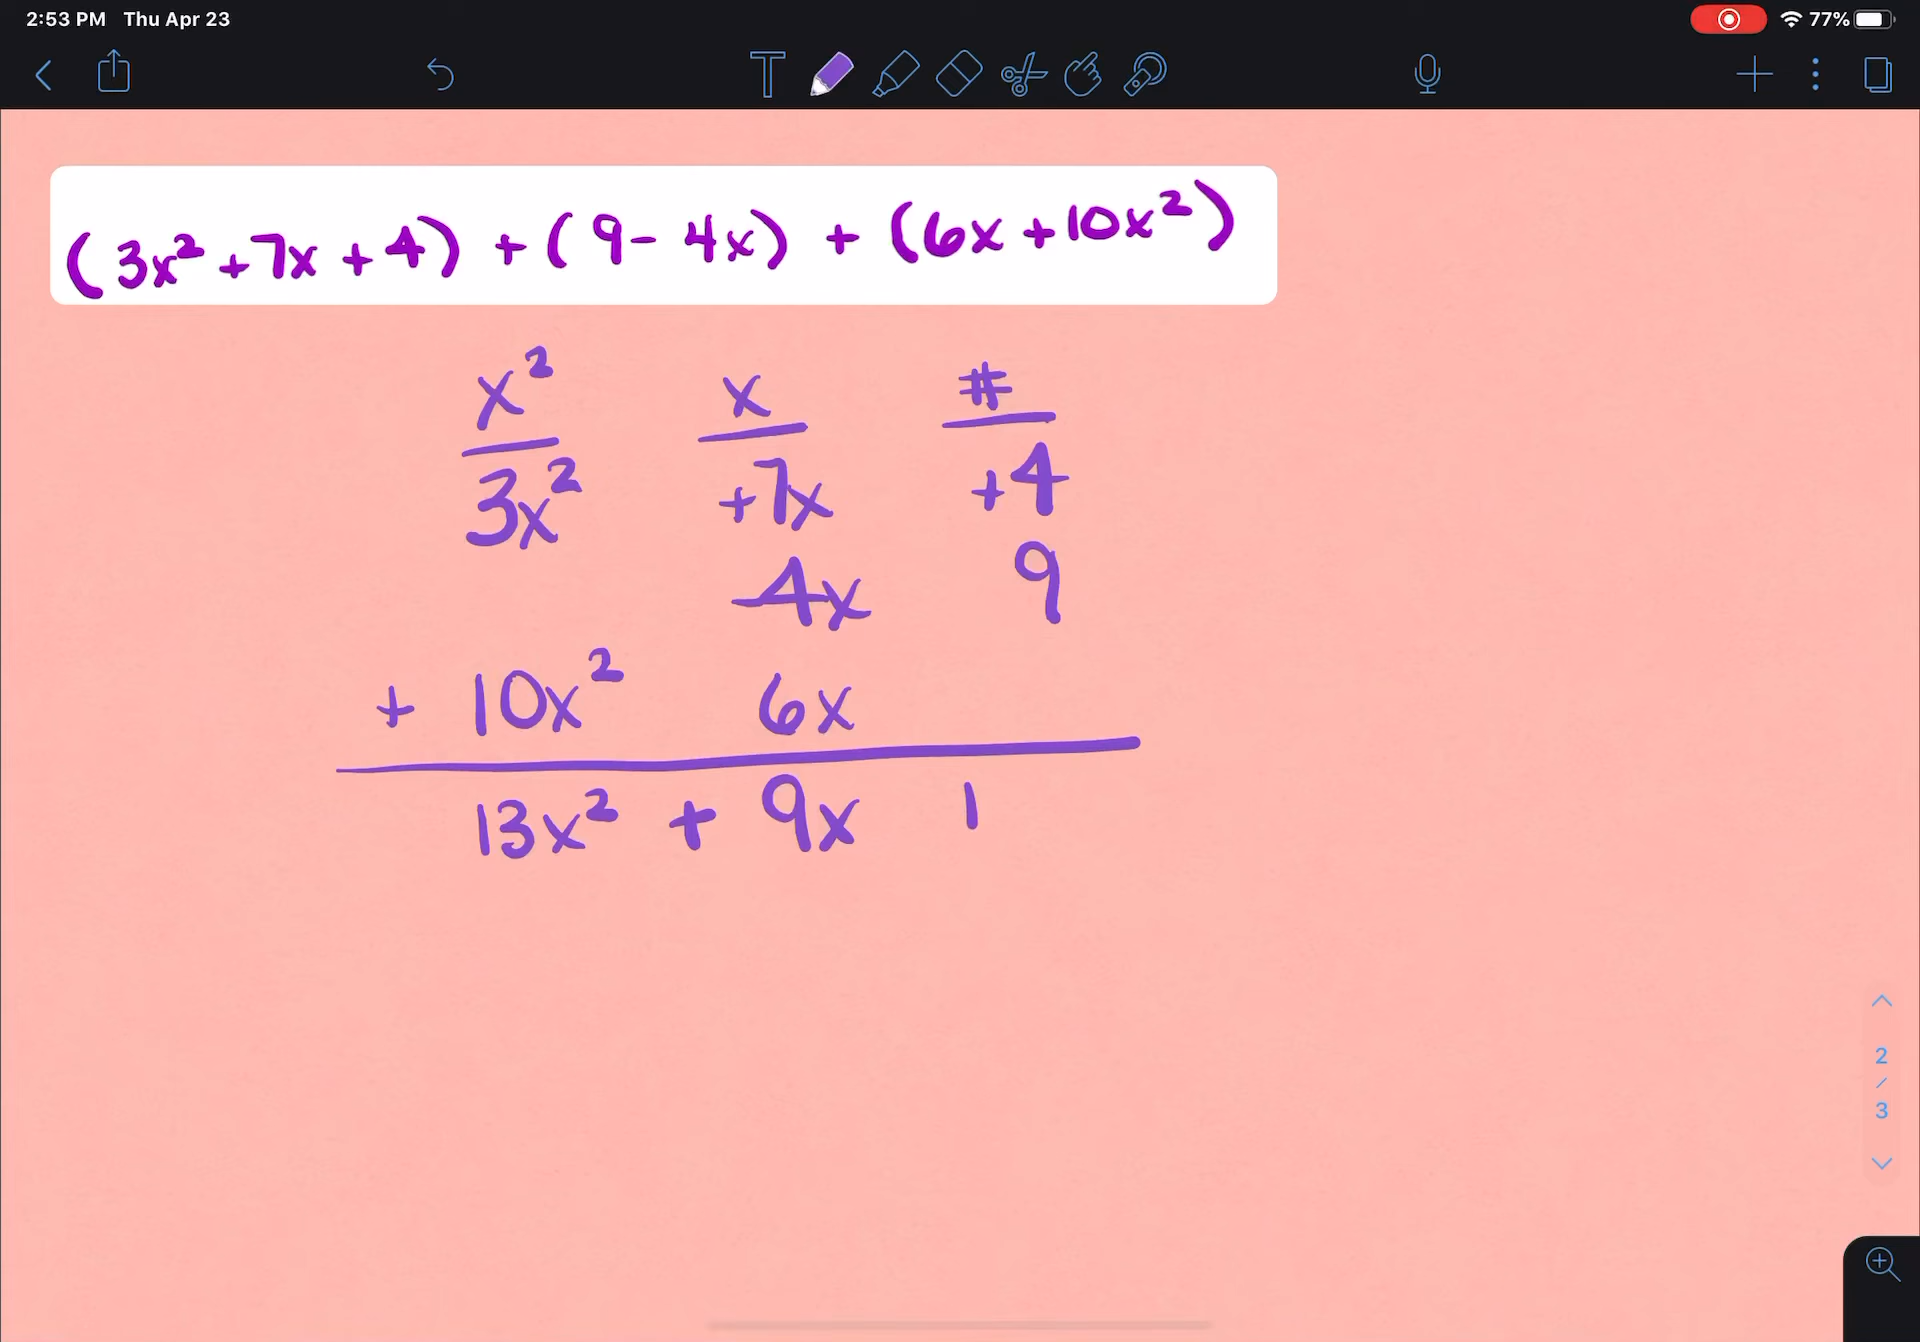 2:53 PM Thu Apr 23 77%
T
(3x² + 7x + 4) + (9 - 4x) + (6x + 10x²)
x² x #
3x² +7x +4
-4x 9
+ 10x² 6x
13x² + 9x 1
2
/
3